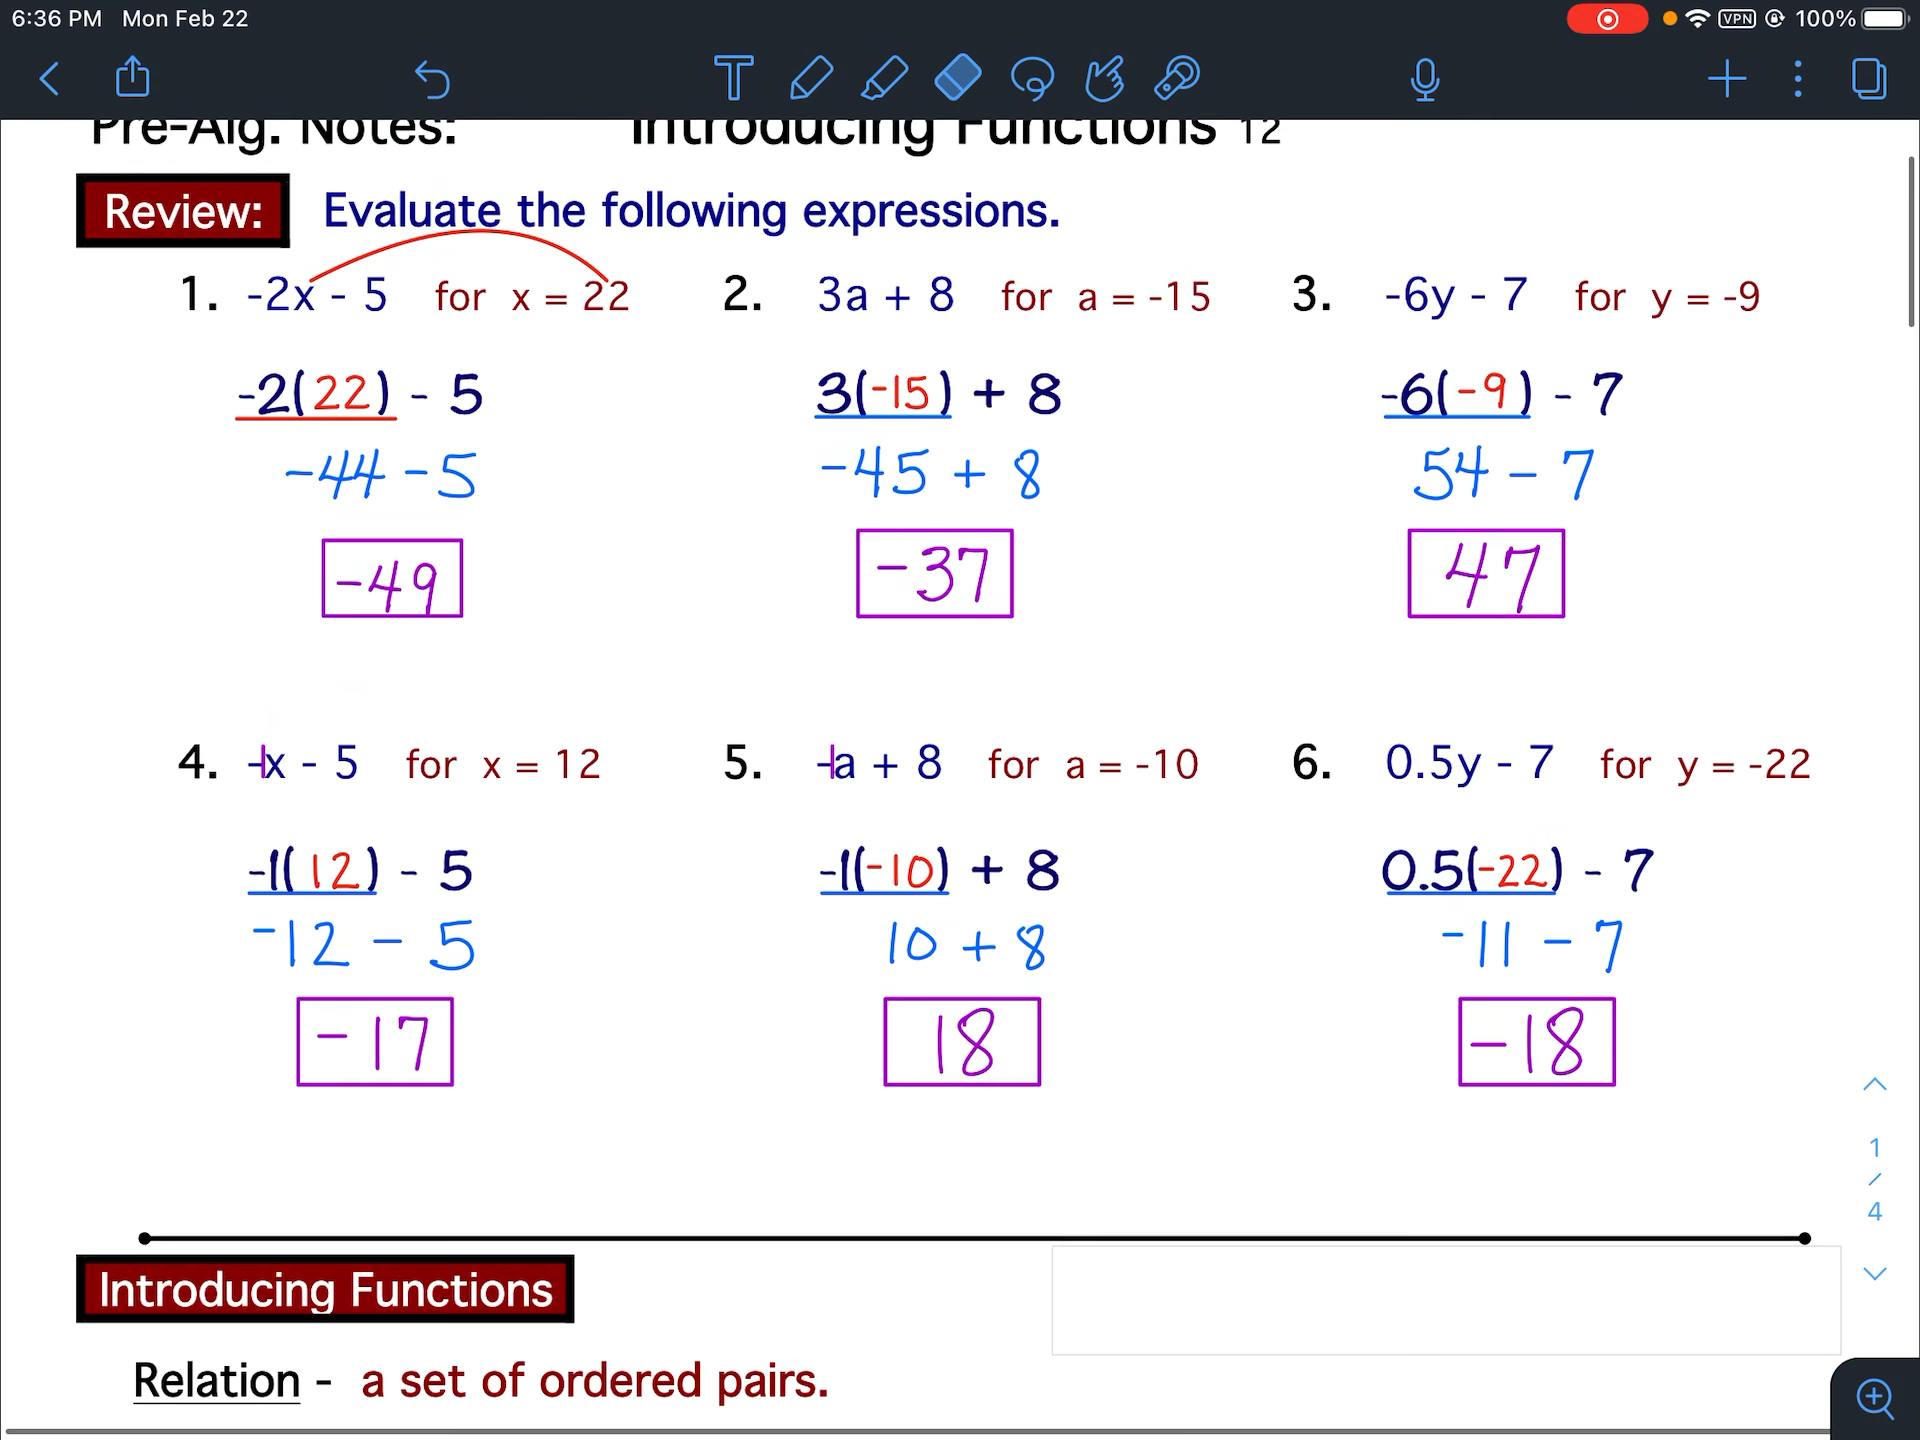 6:36 PM Mon Feb 22 VPN 100%
Pre-Alg. Notes: Introducing Functions 12
Review: Evaluate the following expressions.
1. -2x - 5 for x = 22 2. 3a + 8 for a = -15 3. -6y - 7 for y = -9
-2(22) - 5 3(-15) + 8 -6(-9) - 7
-44 - 5 -45 + 8 54 - 7
-49 -37 47
4. -1x - 5 for x = 12 5. -1a + 8 for a = -10 6. 0.5y - 7 for y = -22
-1(12) - 5 -1(-10) + 8 0.5(-22) - 7
-12 - 5 10 + 8 -11 - 7
-17 18 -18
1
/
4
Introducing Functions
Relation - a set of ordered pairs.